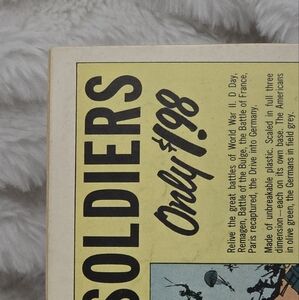 SOLDIERS
Only $1.98
Relive the great battles of World War II. D Day,
Remagen, Battle of the Bulge, the Battle of France,
Paris recaptured, the Drive into Germany.
Made of unbreakable plastic. Scaled in full three
dimension—each on its own base. The Americans
in olive green, the Germans in field grey.